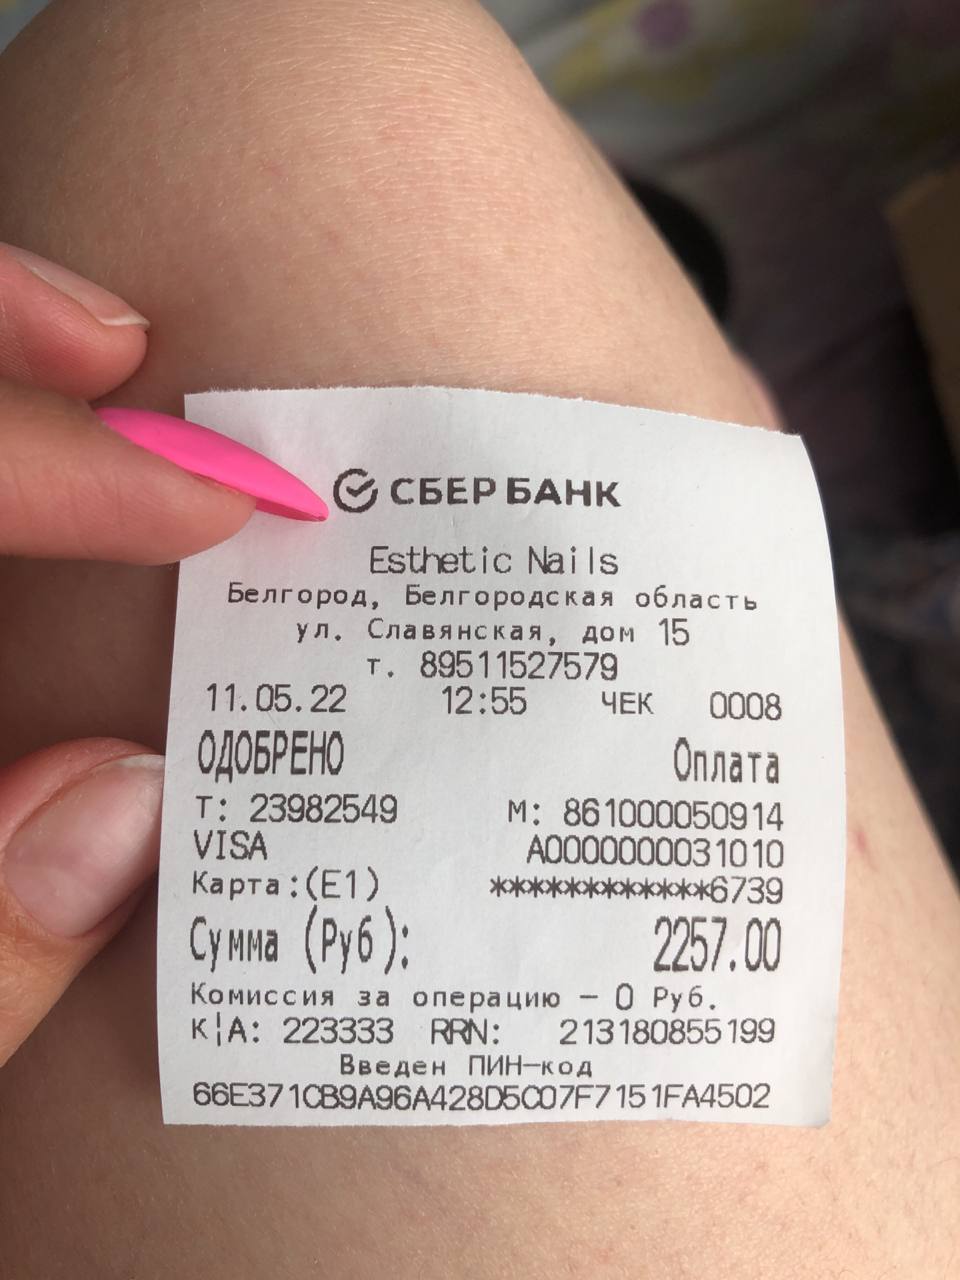 СБЕР БАНК
Esthetic Nails
Белгород, Белгородская область
ул. Славянская, дом 15
т. 89511527579
11.05.22 12:55 ЧЕК 0008
ОДОБРЕНО Оплата
Т: 23982549 М: 861000050914
VISA A0000000031010
Карта:(E1) ************6739
Сумма (Руб): 2257.00
Комиссия за операцию – 0 Руб.
К¦А: 223333 RRN: 213180855199
Введен ПИН–код
66E371CB9A96A428D5C07F7151FA4502